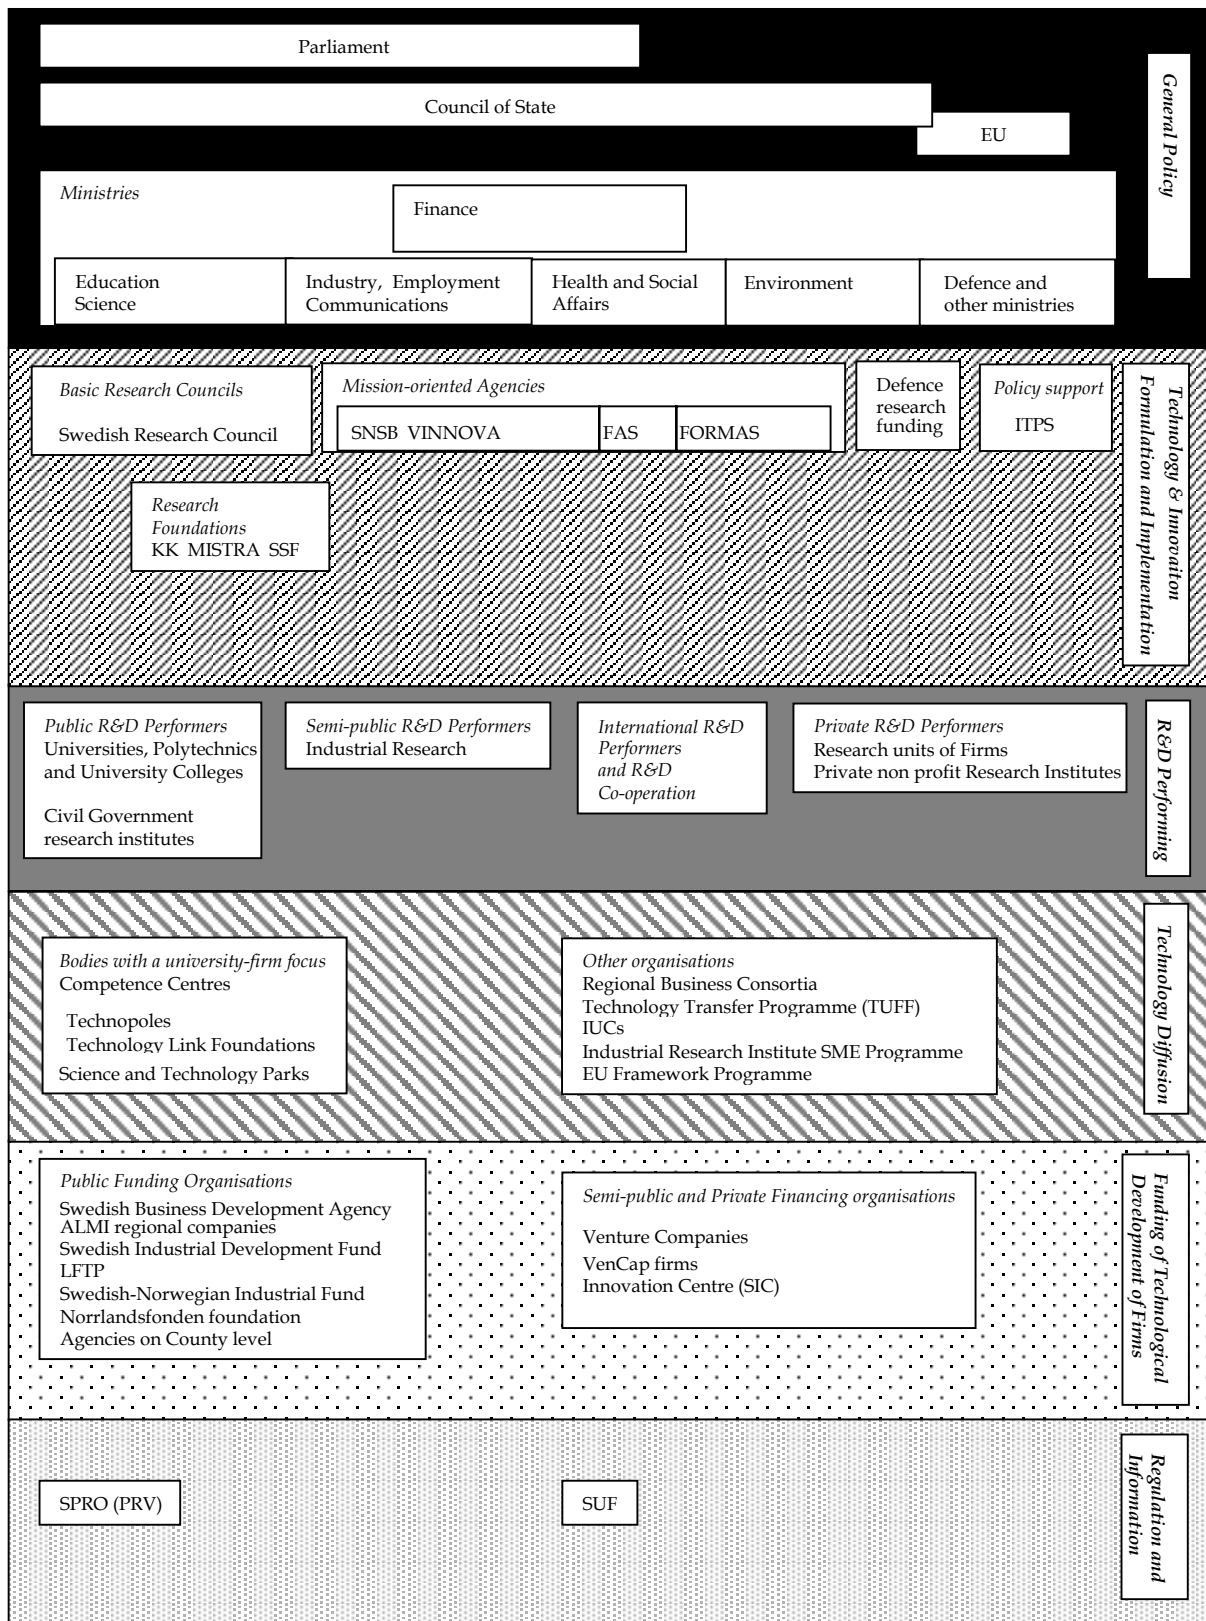 Parliament
Council of State
EU
General Policy
Ministries
Finance
Education
Science
Industry, Employment
Communications
Health and Social
Affairs
Environment
Defence and
other ministries
Basic Research Councils
Swedish Research Council
Mission-oriented Agencies
SNSB VINNOVA
FAS
FORMAS
Defence
research
funding
Policy support
ITPS
Technology & Innovaiton
Formulation and Implementation
Research
Foundations
KK MISTRA SSF
Public R&D Performers
Universities, Polytechnics
and University Colleges
Civil Government
research institutes
Semi-public R&D Performers
Industrial Research
International R&D
Performers
and R&D
Co-operation
Private R&D Performers
Research units of Firms
Private non profit Research Institutes
R&D Performing
Bodies with a university-firm focus
Competence Centres
Technopoles
Technology Link Foundations
Science and Technology Parks
Other organisations
Regional Business Consortia
Technology Transfer Programme (TUFF)
IUCs
Industrial Research Institute SME Programme
EU Framework Programme
Technology Diffusion
Public Funding Organisations
Swedish Business Development Agency
ALMI regional companies
Swedish Industrial Development Fund
LFTP
Swedish-Norwegian Industrial Fund
Norrlandsfonden foundation
Agencies on County level
Semi-public and Private Financing organisations
Venture Companies
VenCap firms
Innovation Centre (SIC)
Funding of Technological
Development of Firms
SPRO (PRV)
SUF
Regulation and
Information